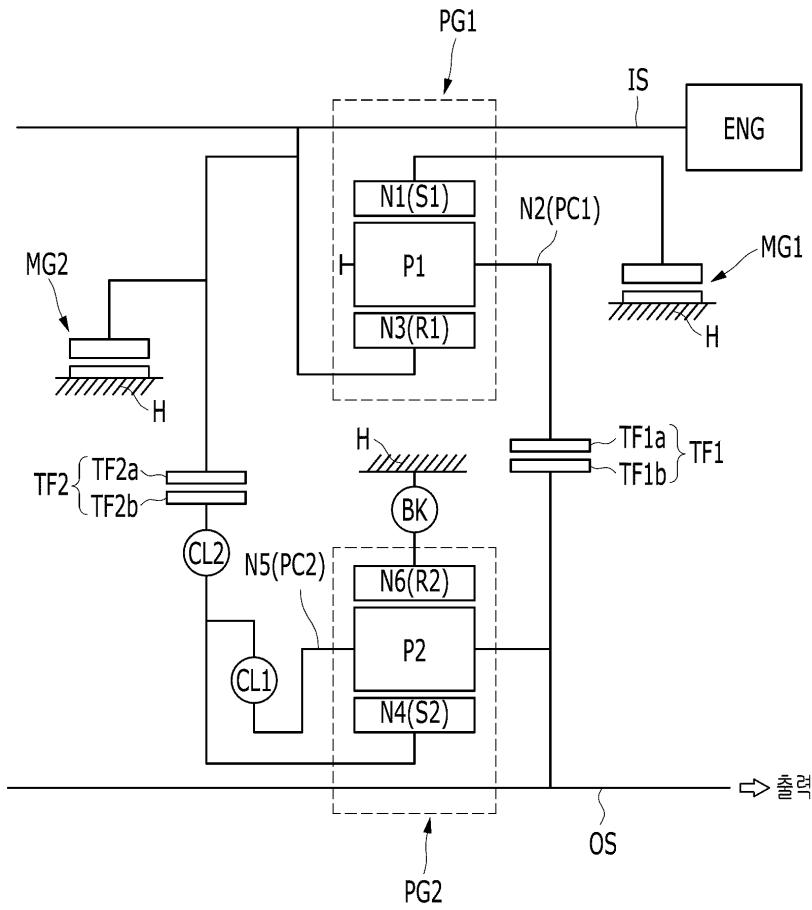 PG1
IS
ENG
N1(S1)
N2(PC1)
P1
MG1
MG2
N3(R1)
H
H
H
TF1a
TF1b
TF1
TF2
TF2a
TF2b
BK
CL2
N5(PC2)
N6(R2)
P2
CL1
N4(S2)
출력
OS
PG2